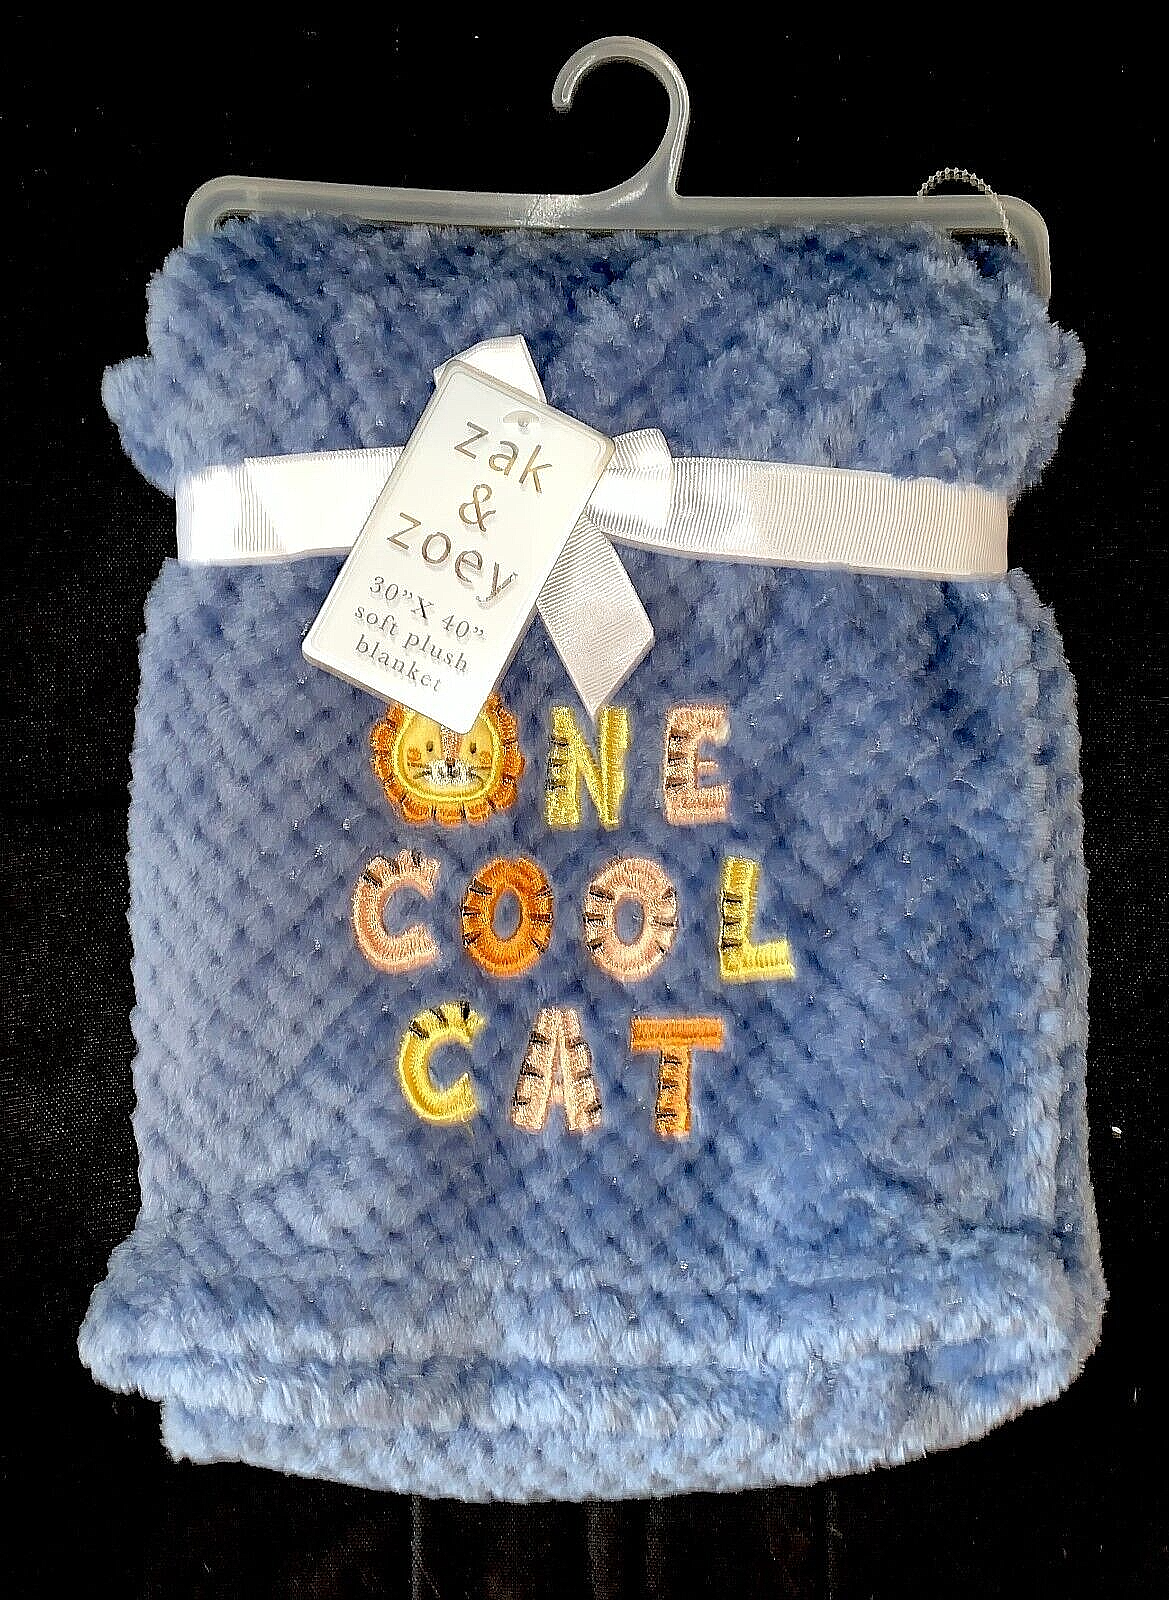 zak
&
zoey
30”X 40”
soft plush
blanket
ONE
COOL
CAT